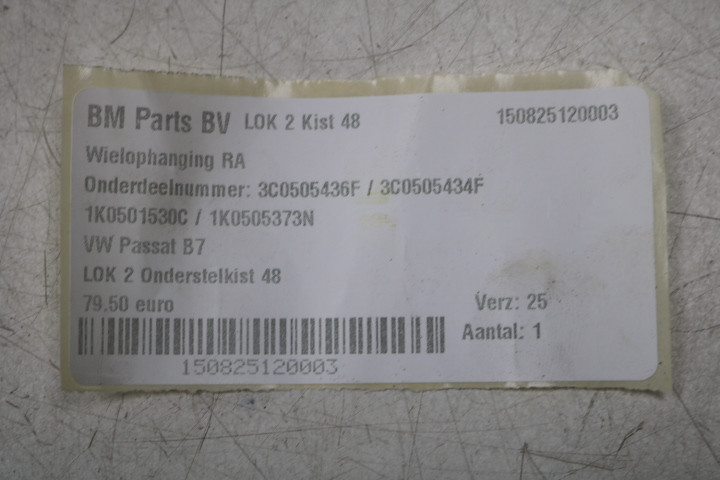 BM Parts BV LOK 2 Kist 48 150825120003
Wielophanging RA
Onderdeelnummer: 3C0505436F / 3C0505434F
1K0501530C / 1K0505373N
VW Passat B7
LOK 2 Onderstelkist 48
79.50 euro Verz: 25
Aantal: 1
150825120003